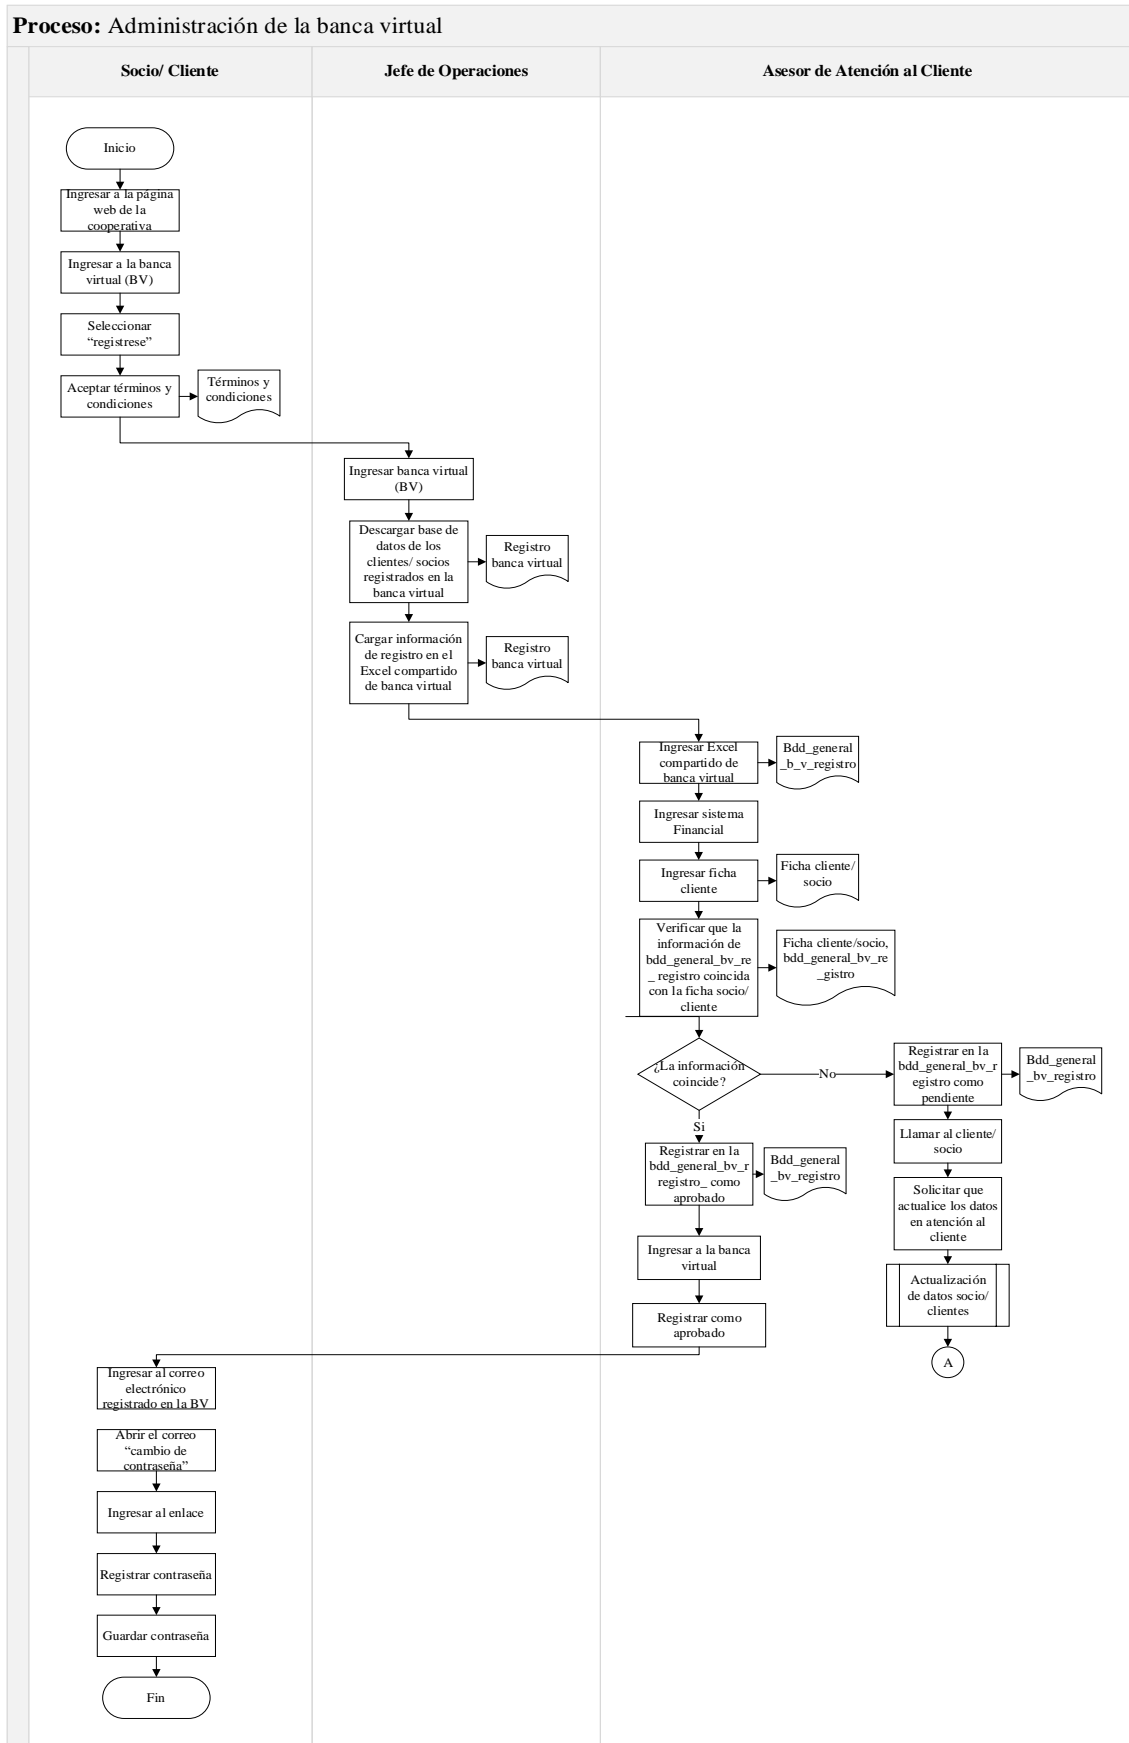 Proceso: Administración de la banca virtual
Socio/ Cliente
Jefe de Operaciones
Asesor de Atención al Cliente
Inicio
Ingresar a la página
web de la
cooperativa
Ingresar a la banca
virtual (BV)
Seleccionar
“registrese”
Aceptar términos y
condiciones
Términos y
condiciones
Ingresar banca virtual
(BV)
Descargar base de
datos de los
clientes/ socios
registrados en la
banca virtual
Registro
banca virtual
Cargar información
de registro en el
Excel compartido
de banca virtual
Registro
banca virtual
Ingresar Excel
compartido de
banca virtual
Bdd_general
_b_v_registro
Ingresar sistema
Financial
Ingresar ficha
cliente
Ficha cliente/
socio
Verificar que la
información de
bdd_general_bv_re
_ registro coincida
con la ficha socio/
cliente
Ficha cliente/socio,
bdd_general_bv_re
_gistro
¿La información
coincide?
No
Registrar en la
bdd_general_bv_r
egistro como
pendiente
Bdd_general
_bv_registro
Llamar al cliente/
socio
Si
Registrar en la
bdd_general_bv_r
registro_ como
aprobado
Bdd_general
_bv_registro
Solicitar que
actualice los datos
en atención al
cliente
Ingresar a la banca
virtual
Actualización
de datos socio/
clientes
Registrar como
aprobado
A
Ingresar al correo
electrónico
registrado en la BV
Abrir el correo
“cambio de
contraseña”
Ingresar al enlace
Registrar contraseña
Guardar contraseña
Fin